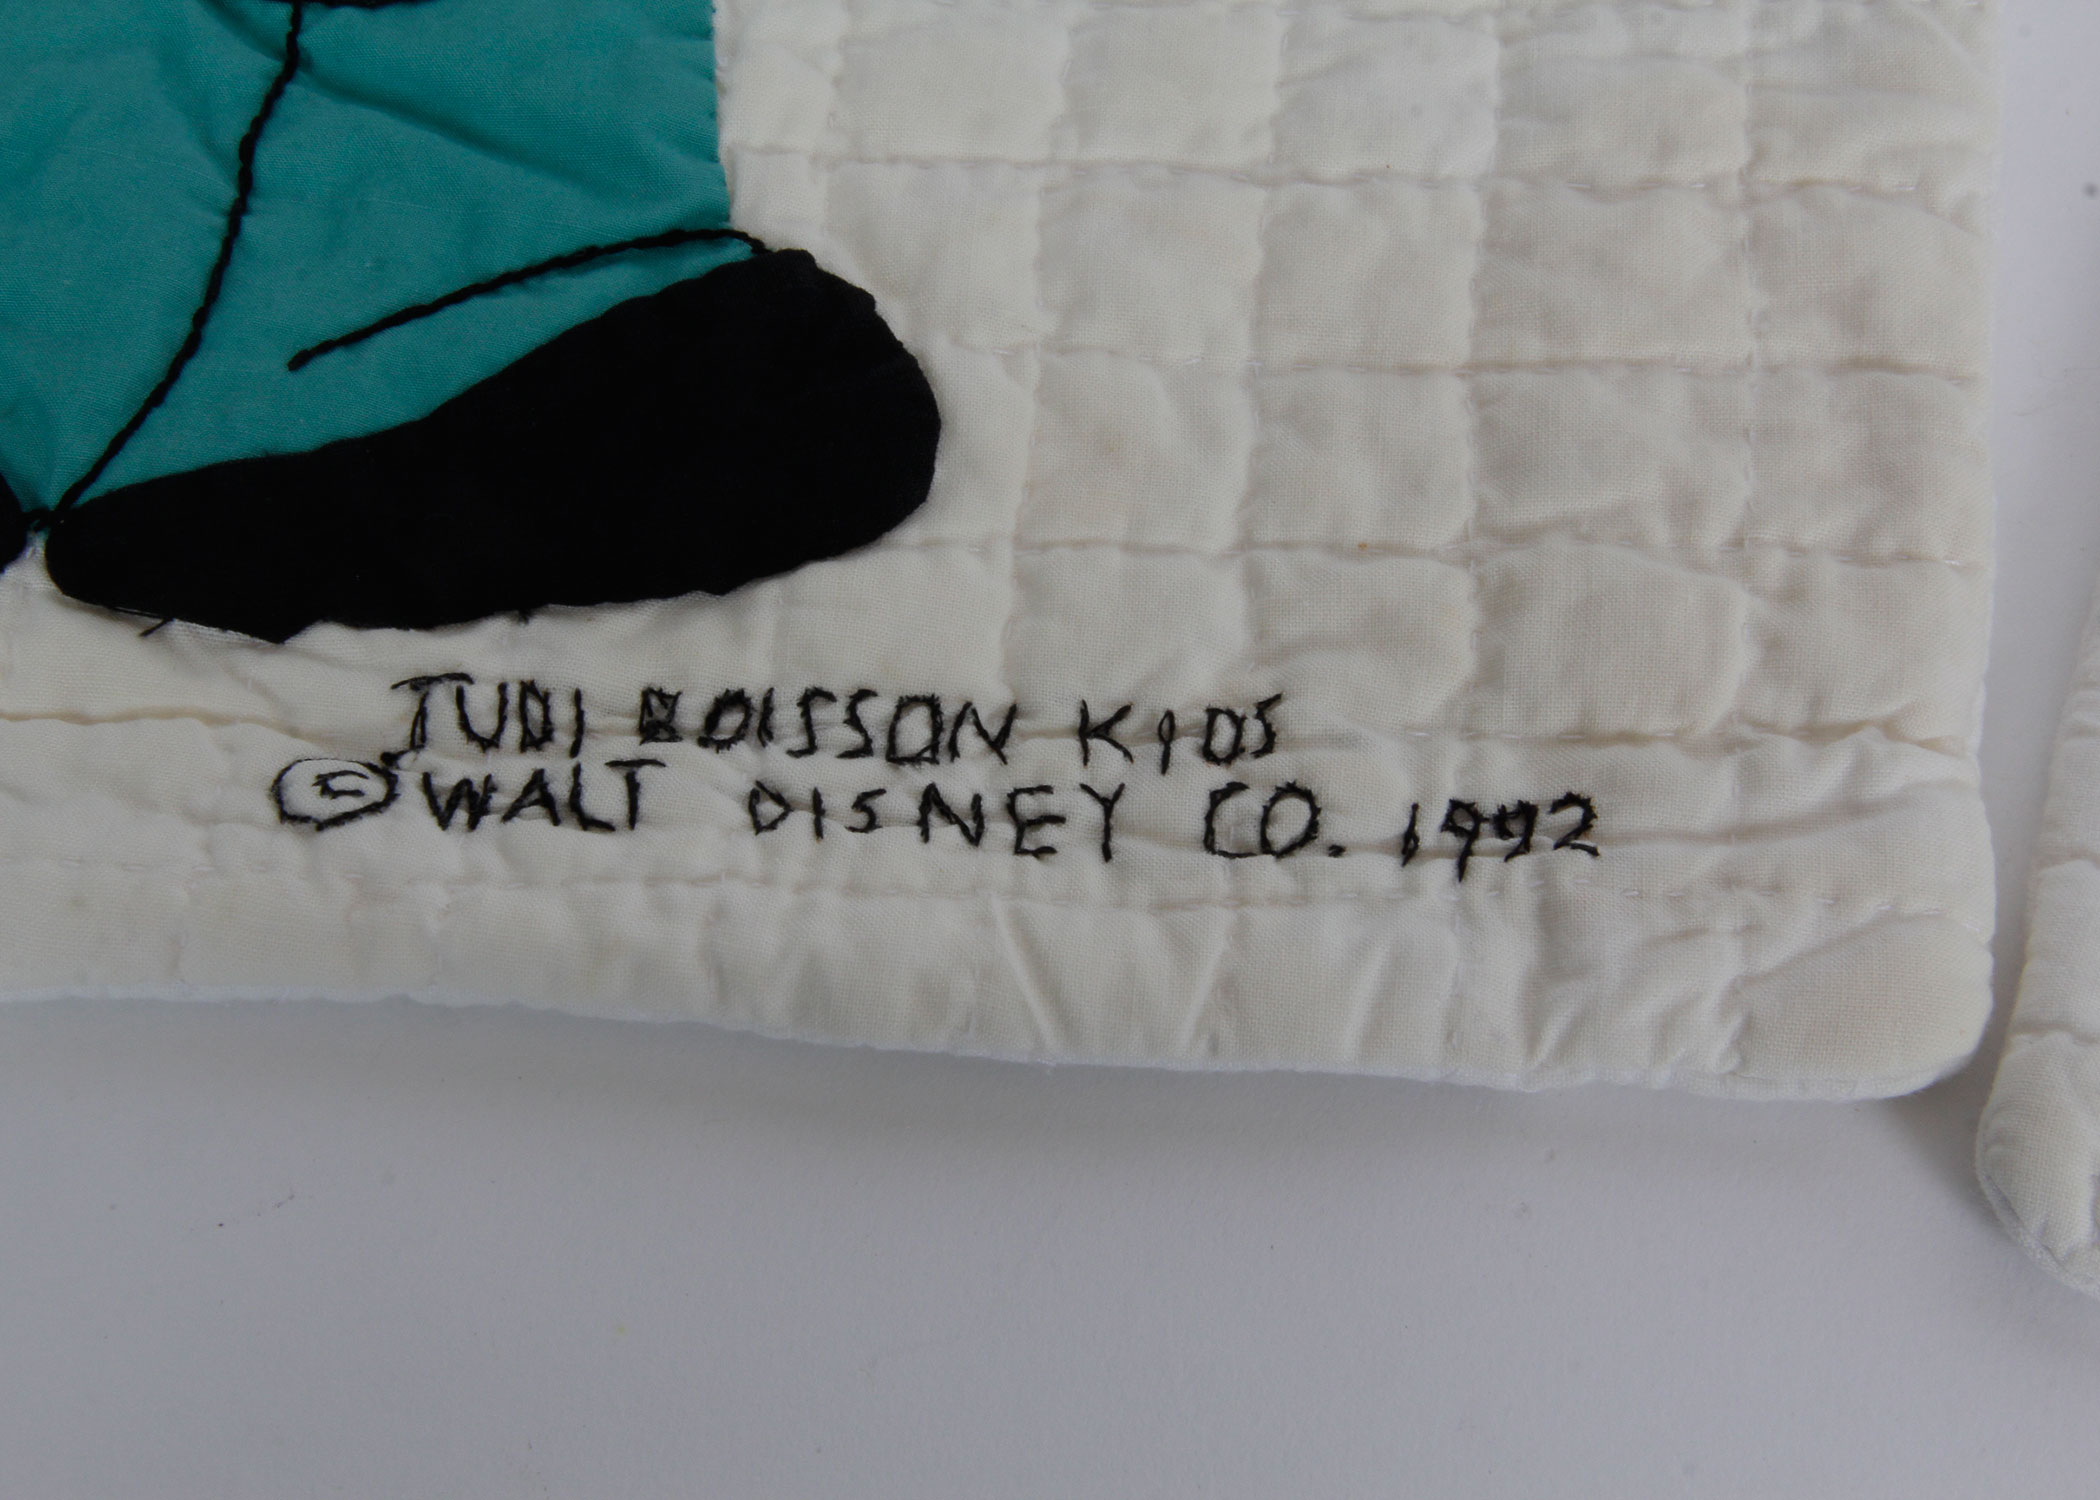 JUDI BOISSON KIDS
© WALT DISNEY CO. 1992